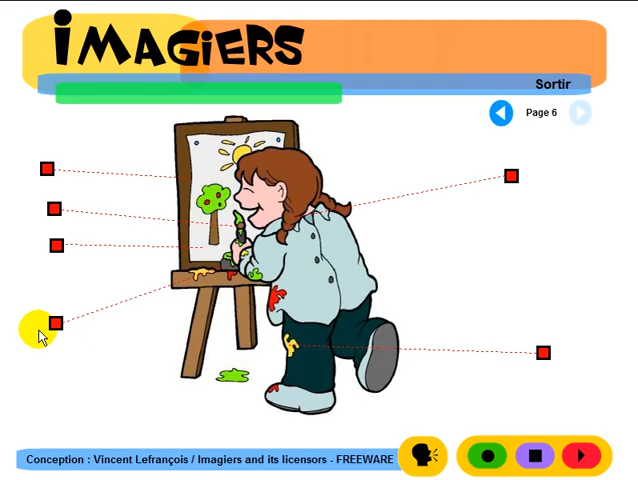 iMAGiERS
Sortir
Page 6
Conception : Vincent Lefrançois / Imagiers and its licensors - FREEWARE